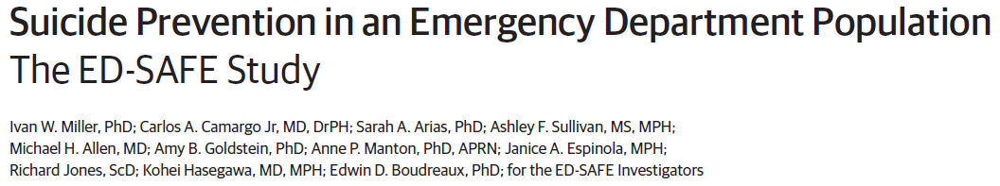 Suicide Prevention in an Emergency Department Population
The ED-SAFE Study
Ivan W. Miller, PhD; Carlos A. Camargo Jr, MD, DrPH; Sarah A. Arias, PhD; Ashley F. Sullivan, MS, MPH;
Michael H. Allen, MD; Amy B. Goldstein, PhD; Anne P. Manton, PhD, APRN; Janice A. Espinola, MPH;
Richard Jones, ScD; Kohei Hasegawa, MD, MPH; Edwin D. Boudreaux, PhD; for the ED-SAFE Investigators